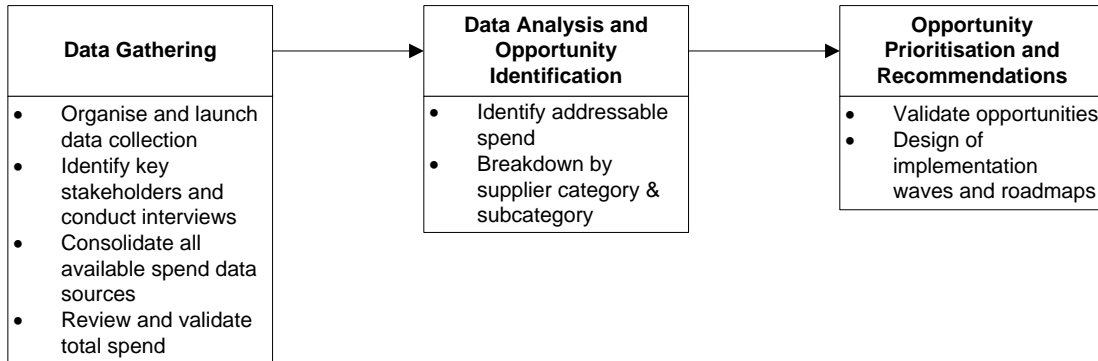 Data Gathering
• Organise and launch
data collection
• Identify key
stakeholders and
conduct interviews
• Consolidate all
available spend data
sources
• Review and validate
total spend
Data Analysis and
Opportunity
Identification
• Identify addressable
spend
• Breakdown by
supplier category &
subcategory
Opportunity
Prioritisation and
Recommendations
• Validate opportunities
• Design of
implementation
waves and roadmaps